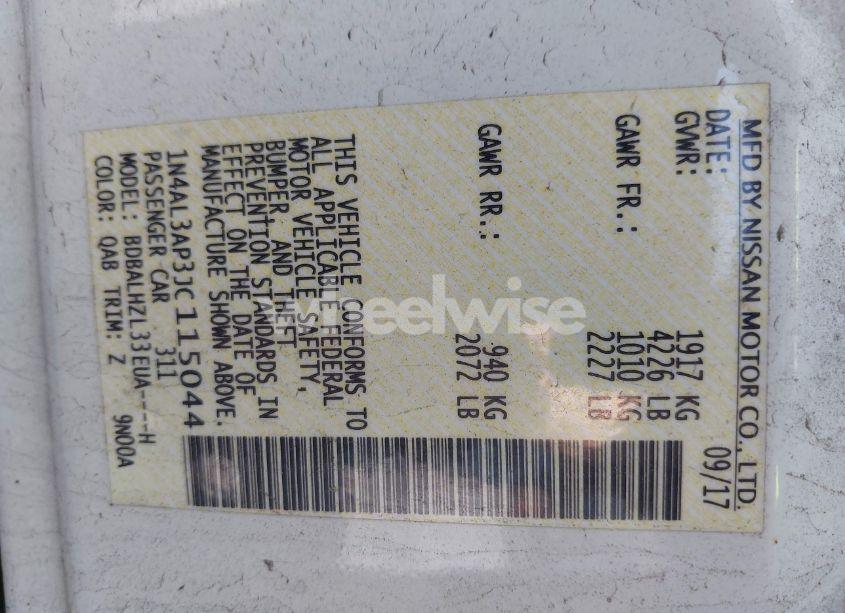 MFD BY NISSAN MOTOR CO., LTD.
DATE: 09/17
GVWR: 1917 KG
4226 LB
GAWR FR.: 1010 KG
2227 LB
GAWR RR.: 940 KG
2072 LB
THIS VEHICLE CONFORMS TO
ALL APPLICABLE FEDERAL
MOTOR VEHICLE SAFETY,
BUMPER, AND THEFT
PREVENTION STANDARDS IN
EFFECT ON THE DATE OF
MANUFACTURE SHOWN ABOVE.
1N4AL3AP3JC115044
PASSENGER CAR 311
MODEL: BDBALHZL33EUA----H
COLOR: QAB TRIM: Z 9N00A